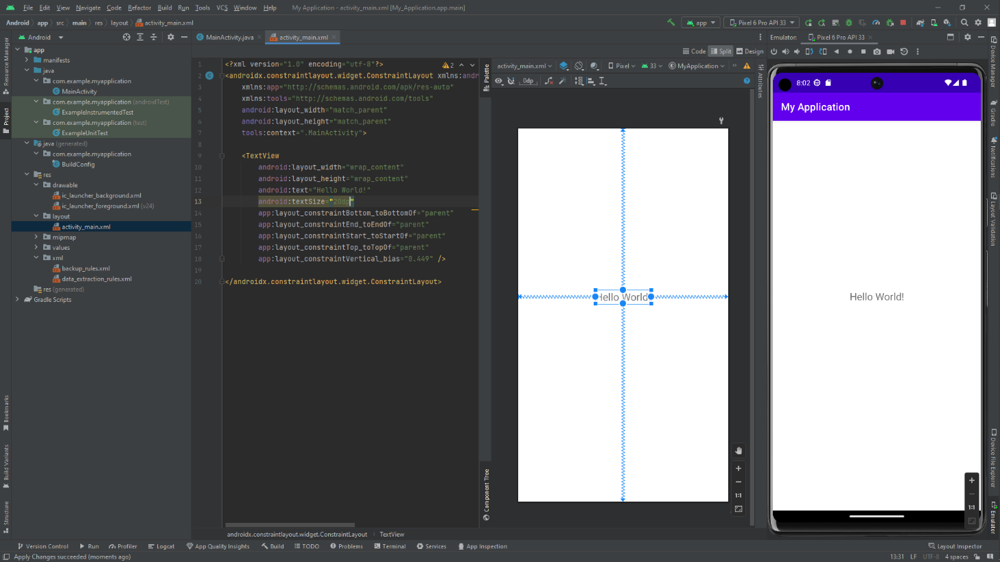 File Edit View Navigate Code Refactor Build Run Tools VCS Window Help My Application - activity_main.xml [My_Application.app.main]
Android app src main res layout activity_main.xml
app Pixel 6 Pro API 33
Android
MainActivity.java activity_main.xml
Emulator: Pixel 6 Pro API 33
Code Split Design
Resource Manager
Project
Bookmarks
Build Variants
Structure
app
manifests
java
com.example.myapplication
MainActivity
com.example.myapplication (androidTest)
ExampleInstrumentedTest
com.example.myapplication (test)
ExampleUnitTest
java (generated)
com.example.myapplication
BuildConfig
res
drawable
ic_launcher_background.xml
ic_launcher_foreground.xml (v24)
layout
activity_main.xml
mipmap
values
xml
backup_rules.xml
data_extraction_rules.xml
res (generated)
Gradle Scripts
1 <?xml version="1.0" encoding="utf-8"?> 2
2 <androidx.constraintlayout.widget.ConstraintLayout xmlns:andr
3 xmlns:app="http://schemas.android.com/apk/res-auto"
4 xmlns:tools="http://schemas.android.com/tools"
5 android:layout_width="match_parent"
6 android:layout_height="match_parent"
7 tools:context=".MainActivity">
8
9 <TextView
10 android:layout_width="wrap_content"
11 android:layout_height="wrap_content"
12 android:text="Hello World!"
13 android:textSize="20dp"
14 app:layout_constraintBottom_toBottomOf="parent"
15 app:layout_constraintEnd_toEndOf="parent"
16 app:layout_constraintStart_toStartOf="parent"
17 app:layout_constraintTop_toTopOf="parent"
18 app:layout_constraintVertical_bias="0.449" />
19
20 </androidx.constraintlayout.widget.ConstraintLayout>
androidx.constraintlayout.widget.ConstraintLayout TextView
Palette
Component Tree
activity_main.xml Pixel 33 MyApplication
0dp
Hello World
1:1
Attributes
8:02
My Application
Hello World!
1:1
Device Manager
Gradle
Notifications
Layout Validation
Device File Explorer
Emulator
Version Control Run Profiler Logcat App Quality Insights Build TODO Problems Terminal Services App Inspection Layout Inspector
Apply Changes succeeded (moments ago) 13:31 LF UTF-8 4 spaces